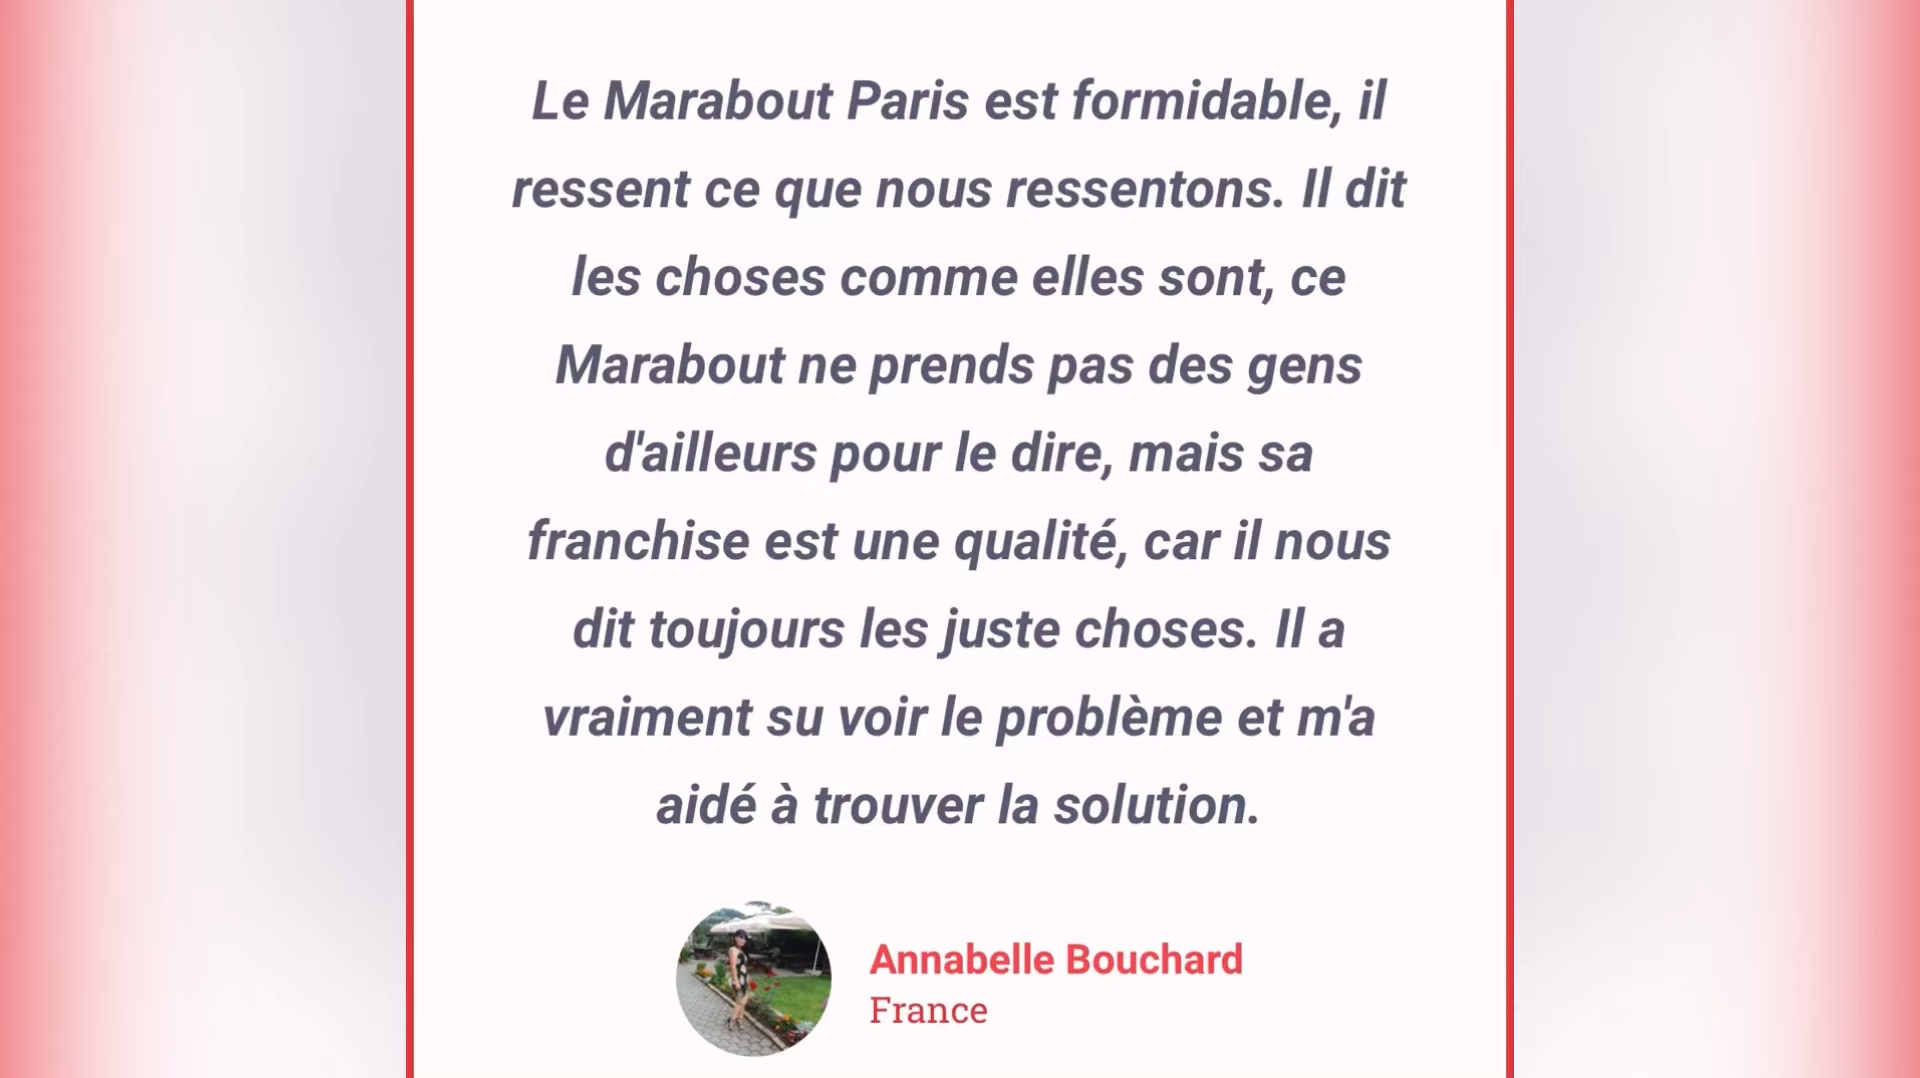 Le Marabout Paris est formidable, il
ressent ce que nous ressentons. Il dit
les choses comme elles sont, ce
Marabout ne prends pas des gens
d'ailleurs pour le dire, mais sa
franchise est une qualité, car il nous
dit toujours les juste choses. Il a
vraiment su voir le problème et m'a
aidé à trouver la solution.
Annabelle Bouchard
France